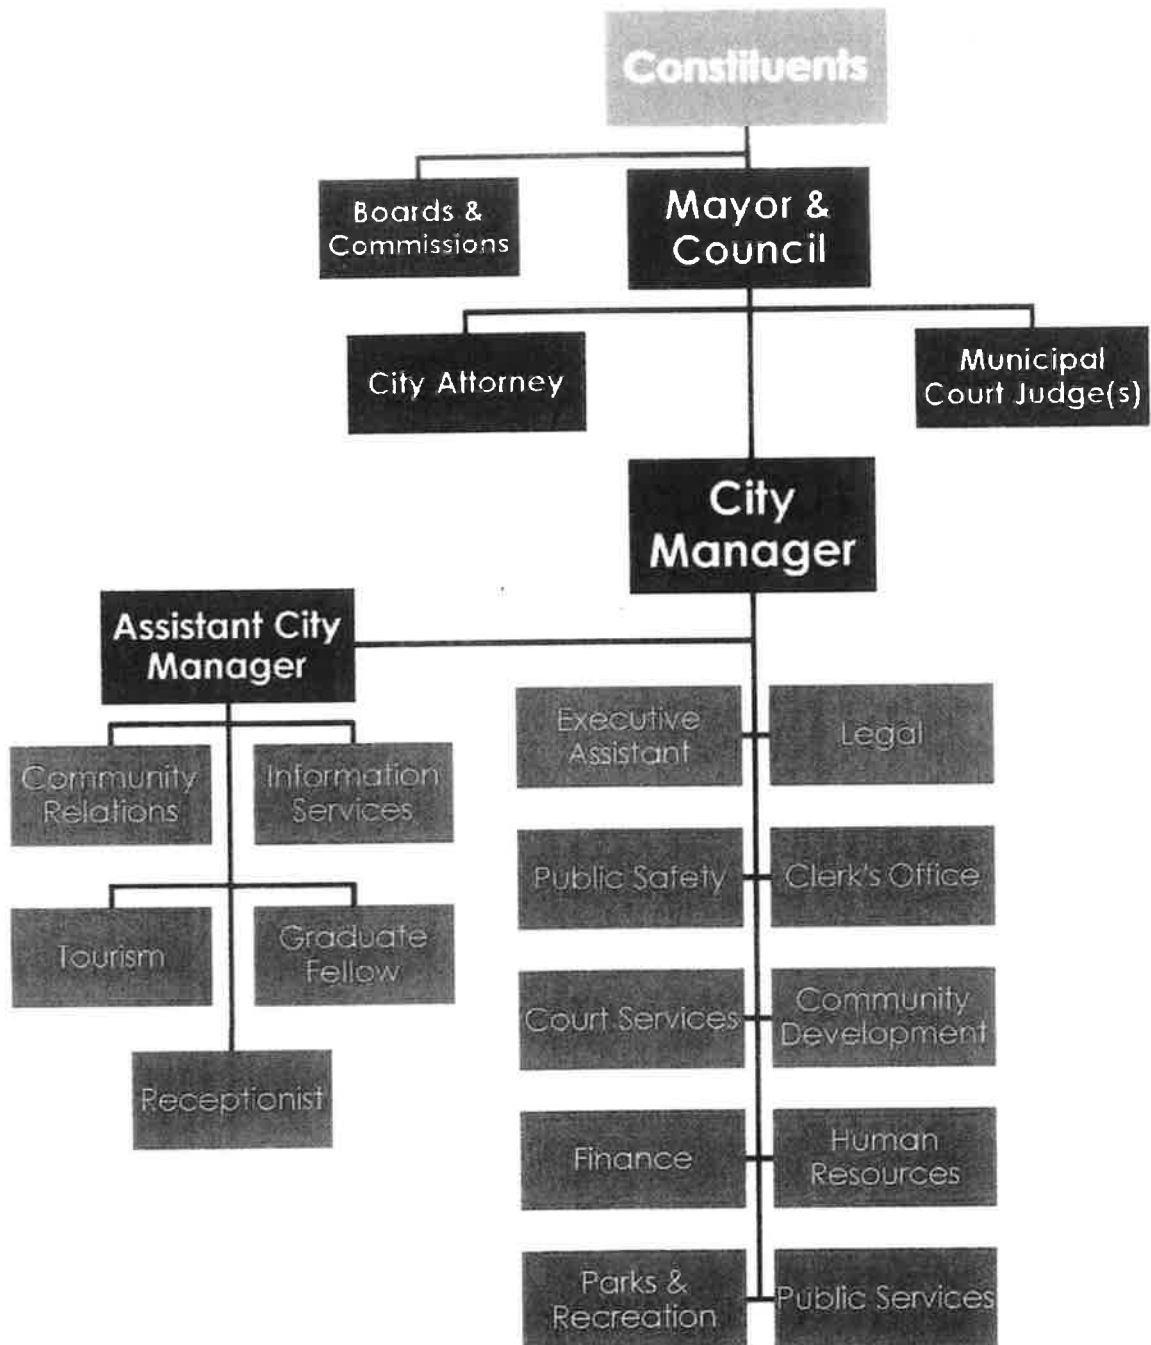 Constituents
Boards &
Commissions
Mayor &
Council
City Attorney
Municipal
Court Judge(s)
City
Manager
Assistant City
Manager
Community
Relations
Information
Services
Tourism
Graduate
Fellow
Receptionist
Executive
Assistant
Legal
Public Safety
Clerk's Office
Court Services
Community
Development
Finance
Human
Resources
Parks &
Recreation
Public Services